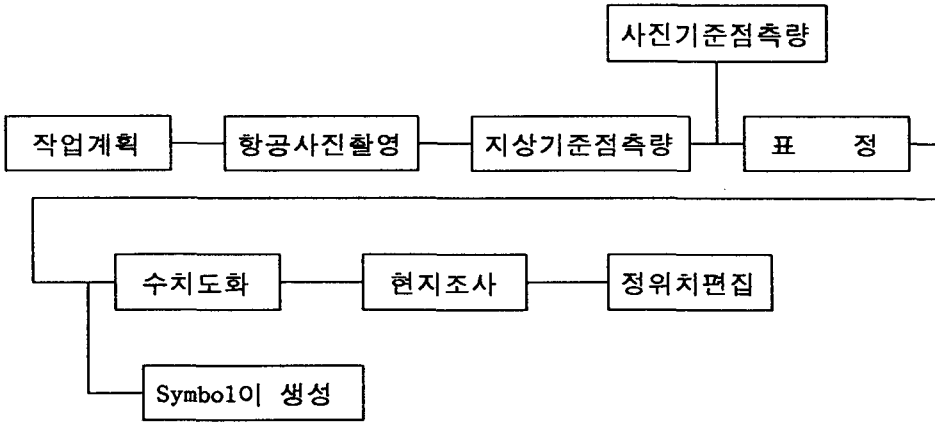 사진기준점측량
작업계획
항공사진촬영
지상기준점측량
표 정
수치도화
현지조사
정위치편집
Symbol이 생성